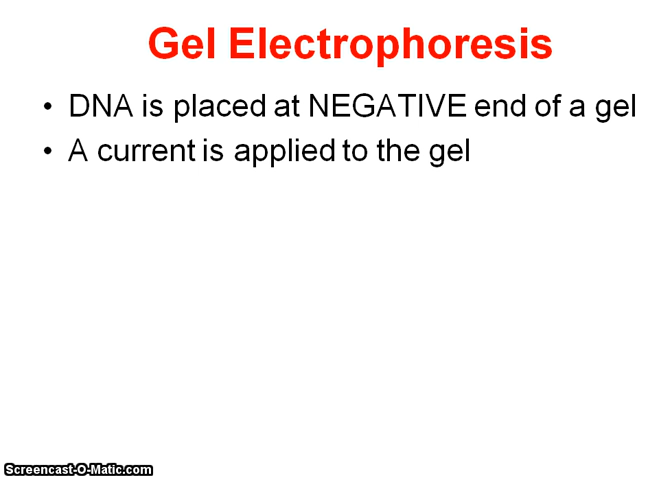 Gel Electrophoresis
• DNA is placed at NEGATIVE end of a gel
• A current is applied to the gel
Screencast-O-Matic.com